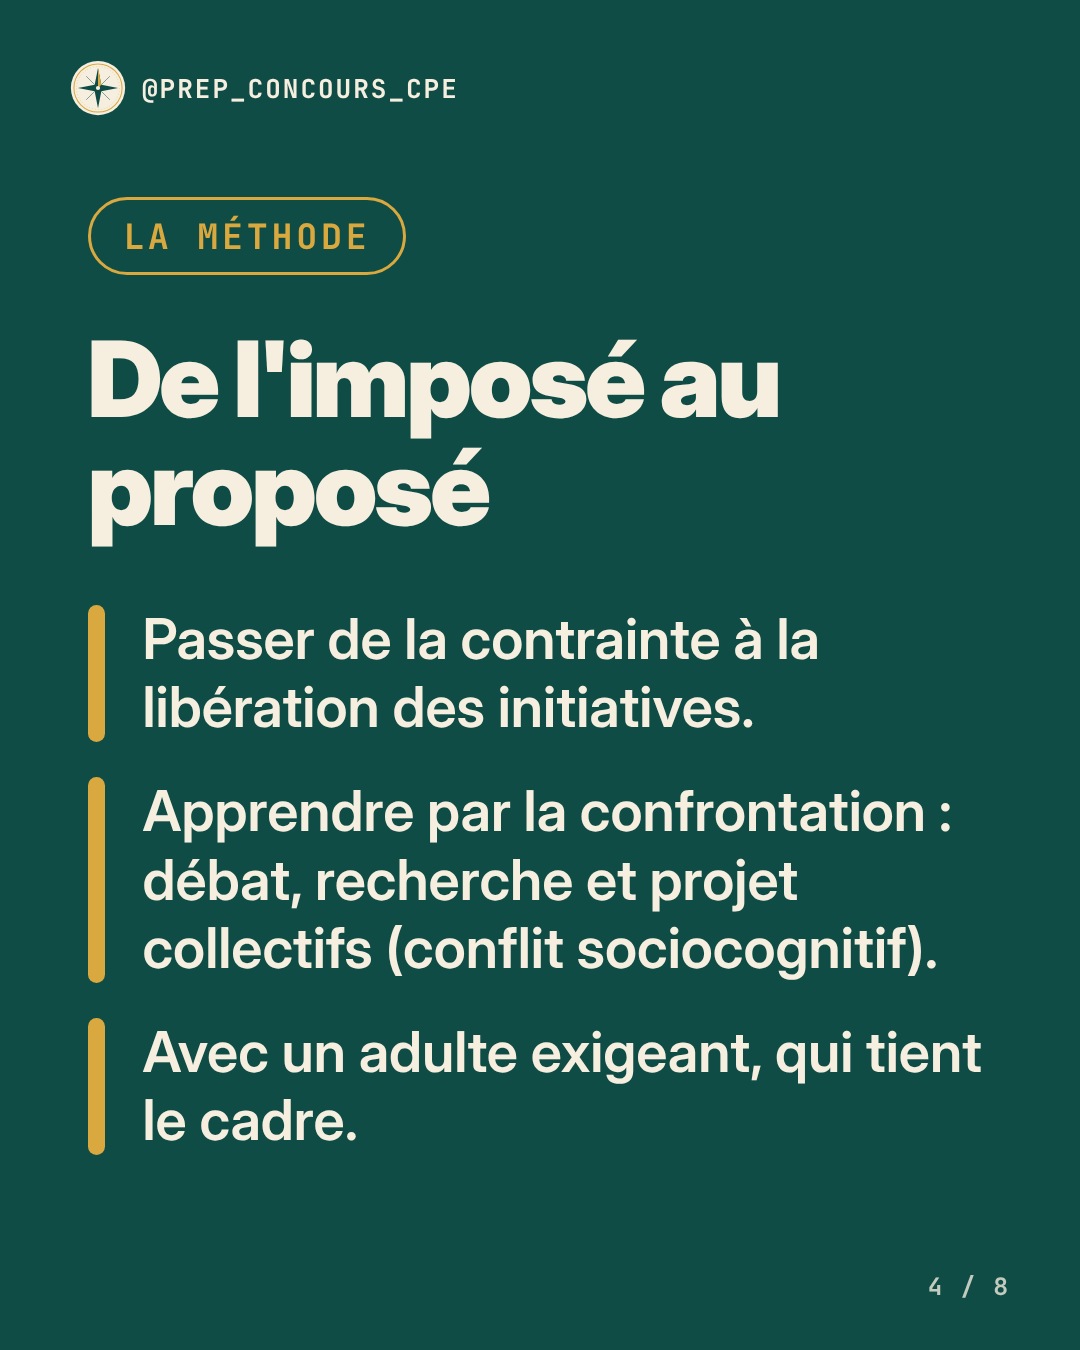 @PREP_CONCOURS_CPE
LA MÉTHODE
De l'imposé au
proposé
Passer de la contrainte à la
libération des initiatives.
Apprendre par la confrontation :
débat, recherche et projet
collectifs (conflit sociocognitif).
Avec un adulte exigeant, qui tient
le cadre.
4 / 8